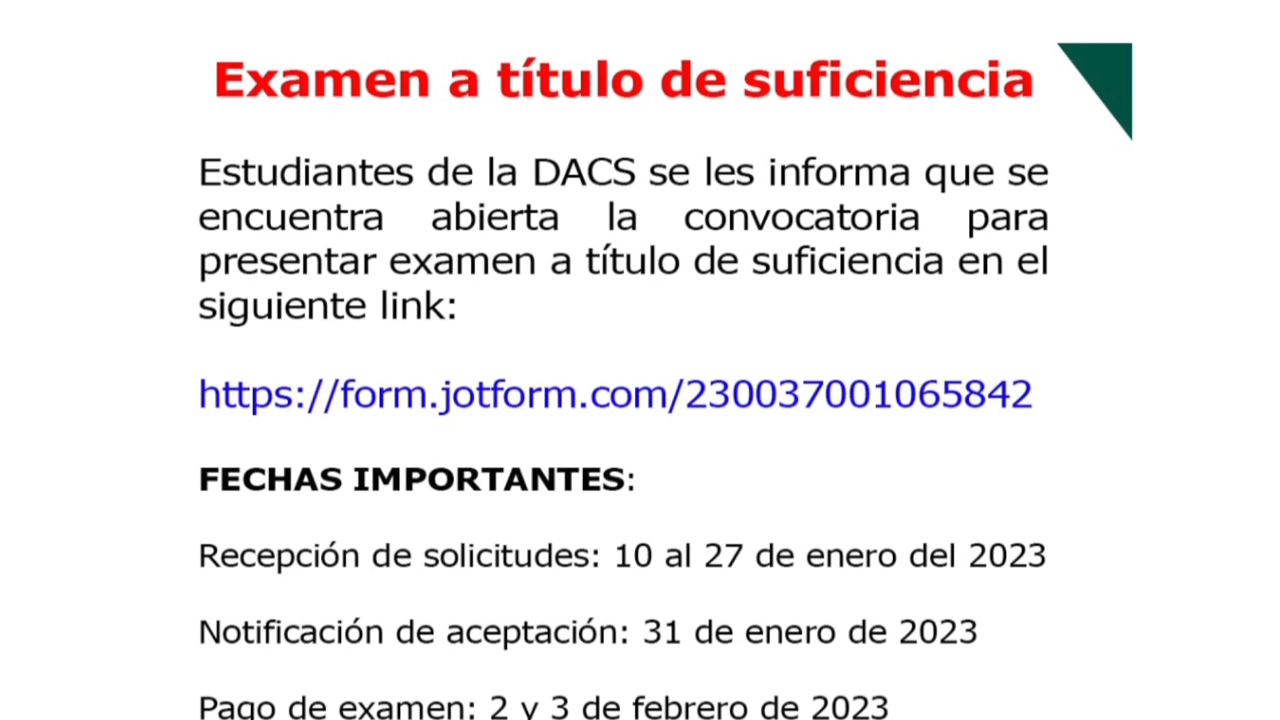 Examen a título de suficiencia
Estudiantes de la DACS se les informa que se
encuentra abierta la convocatoria para
presentar examen a título de suficiencia en el
siguiente link:
https://form.jotform.com/230037001065842
FECHAS IMPORTANTES:
Recepción de solicitudes: 10 al 27 de enero del 2023
Notificación de aceptación: 31 de enero de 2023
Pago de examen: 2 y 3 de febrero de 2023